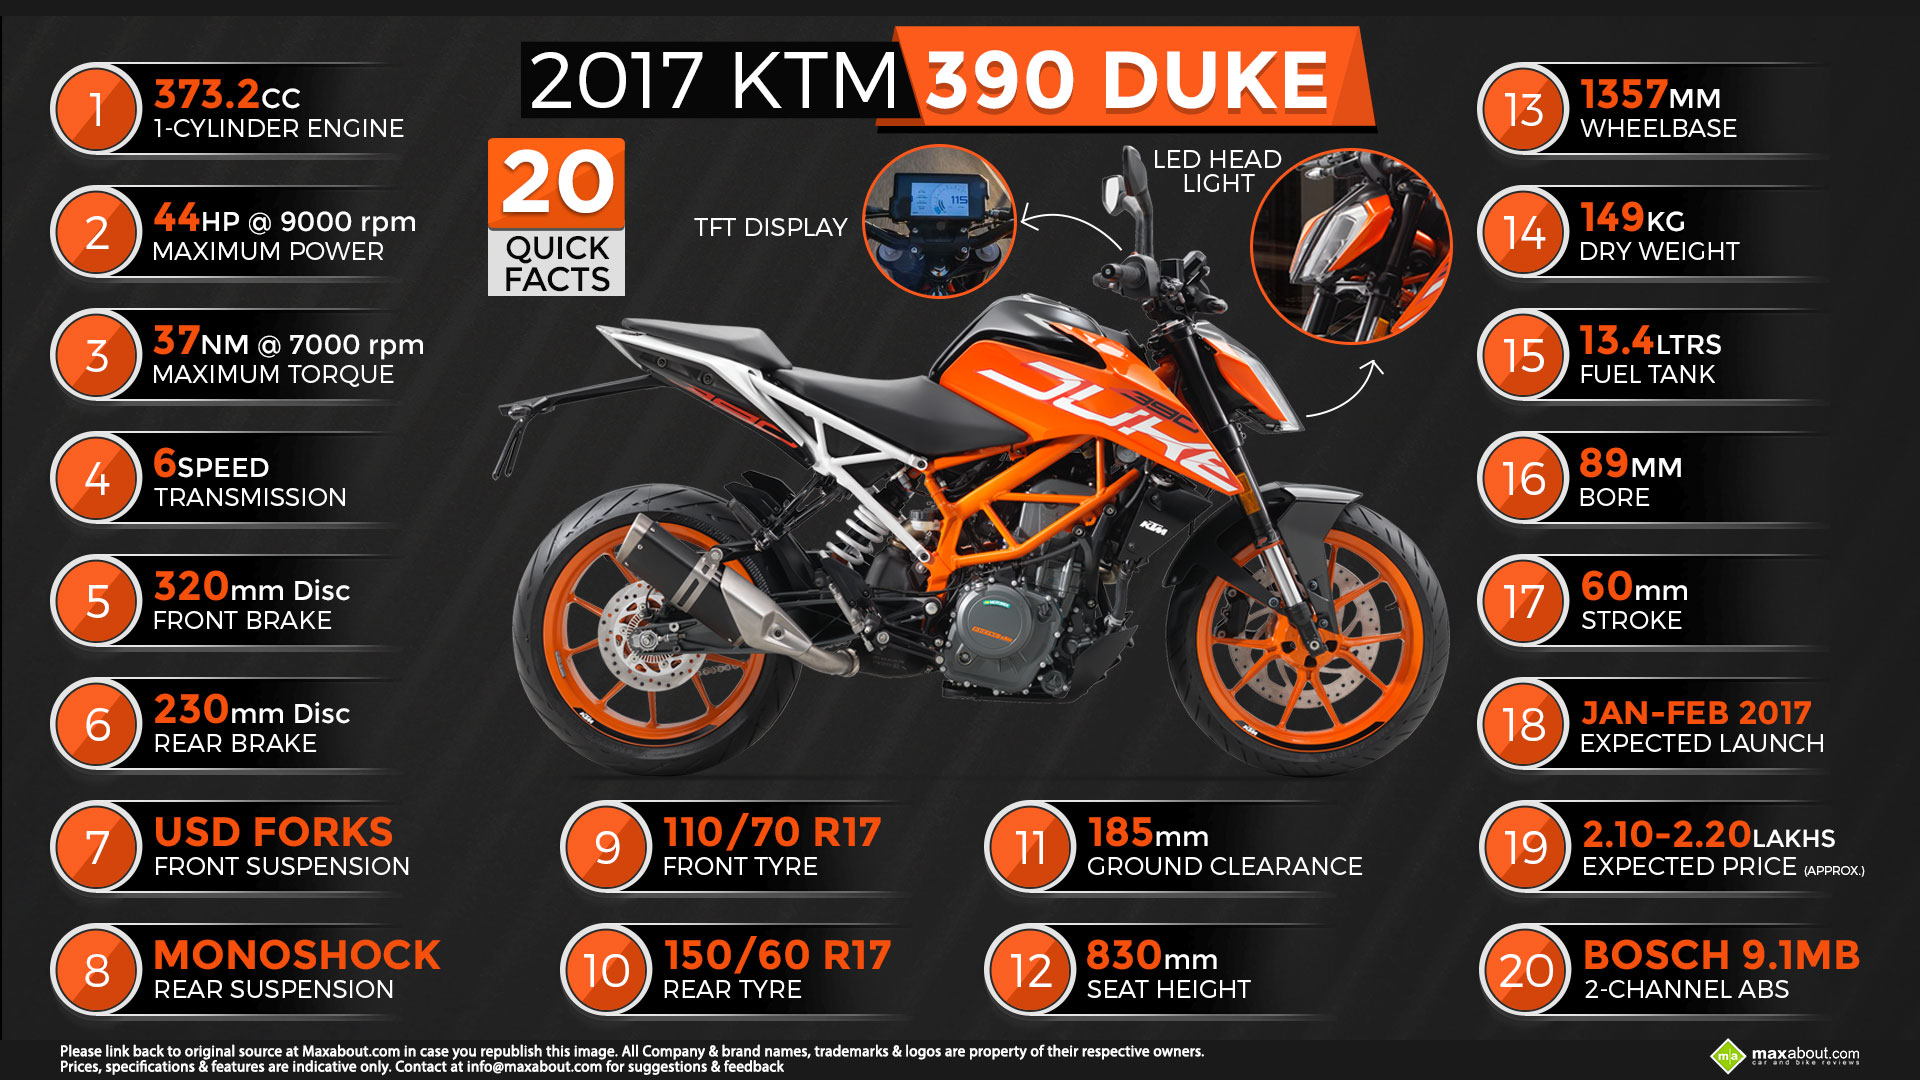 2017 KTM 390 DUKE
20
QUICK
FACTS
TFT DISPLAY
LED HEAD
LIGHT
1
373.2CC
1-CYLINDER ENGINE
2
44HP @ 9000 rpm
MAXIMUM POWER
3
37NM @ 7000 rpm
MAXIMUM TORQUE
4
6SPEED
TRANSMISSION
5
320mm Disc
FRONT BRAKE
6
230mm Disc
REAR BRAKE
7
USD FORKS
FRONT SUSPENSION
8
MONOSHOCK
REAR SUSPENSION
9
110/70 R17
FRONT TYRE
10
150/60 R17
REAR TYRE
11
185mm
GROUND CLEARANCE
12
830mm
SEAT HEIGHT
13
1357MM
WHEELBASE
14
149KG
DRY WEIGHT
15
13.4LTRS
FUEL TANK
16
89MM
BORE
17
60mm
STROKE
18
JAN-FEB 2017
EXPECTED LAUNCH
19
2.10-2.20LAKHS
EXPECTED PRICE (APPROX.)
20
BOSCH 9.1MB
2-CHANNEL ABS
115
DUKE
390
390
KTM
KTM
KTM
Please link back to original source at Maxabout.com in case you republish this image. All Company & brand names, trademarks & logos are property of their respective owners.
Prices, specifications & features are indicative only. Contact at info@maxabout.com for suggestions & feedback
m a
maxabout.com
car and bike reviews